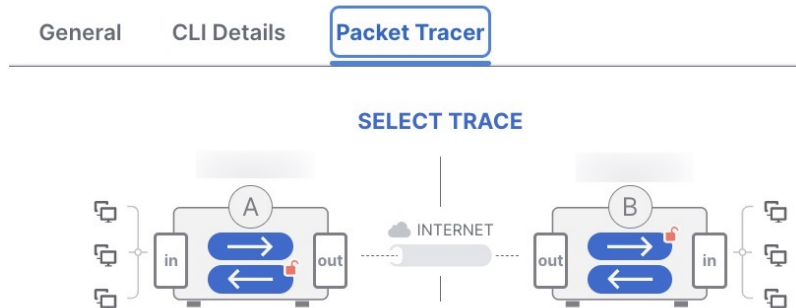 General CLI Details Packet Tracer
SELECT TRACE
A B
INTERNET
in out out in